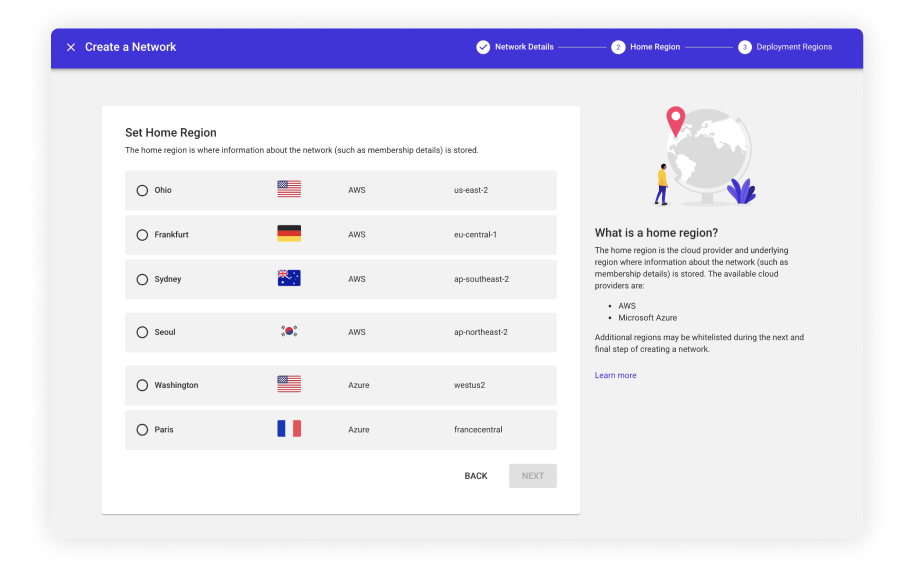 Create a Network
Network Details
2 Home Region
3 Deployment Regions
Set Home Region
The home region is where information about the network (such as membership details) is stored.
Ohio AWS us-east-2
Frankfurt AWS eu-central-1
Sydney AWS ap-southeast-2
Seoul AWS ap-northeast-2
Washington Azure westus2
Paris Azure francecentral
BACK NEXT
What is a home region?
The home region is the cloud provider and underlying
region where information about the network (such as
membership details) is stored. The available cloud
providers are:
• AWS
• Microsoft Azure
Additional regions may be whitelisted during the next and
final step of creating a network.
Learn more